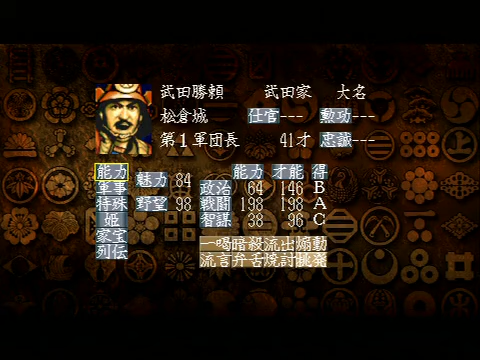 武田勝頼 武田家 大名
松倉城 任官--- 勲功---
第1軍団長 41才 忠誠---
能力 魅力 84 能力 才能 得
軍事 政治 64 146 B
特殊 野望 98 戦闘 198 198 A
姫 智謀 38 96 C
家宝 一喝暗殺流出煽動
列伝 流言弁舌焼討挑発